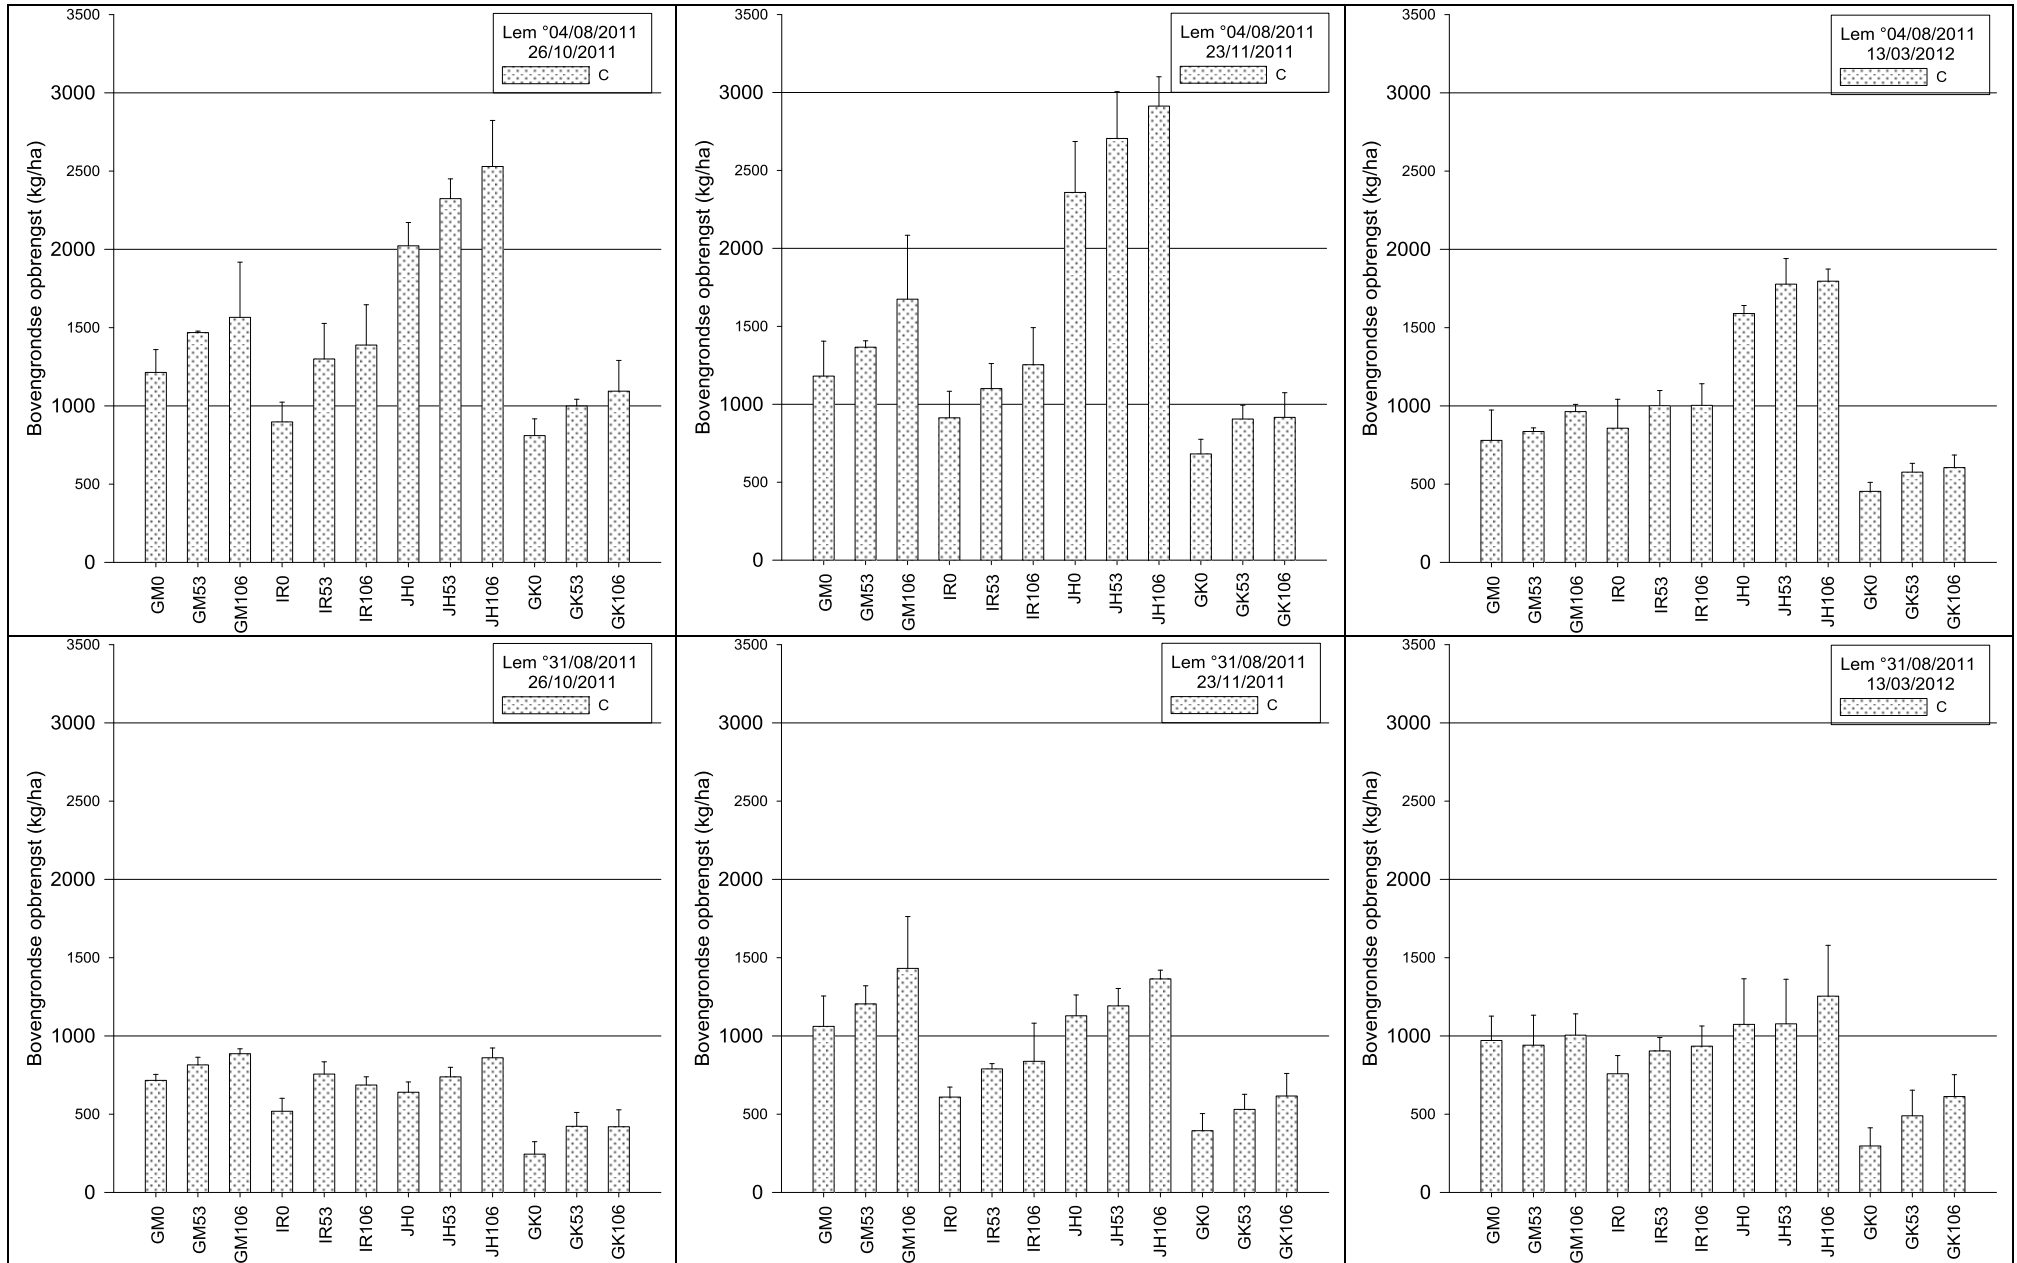 Lem °04/08/2011
26/10/2011
C
Bovengrondse opbrengst (kg/ha)
3500
3000
2500
2000
1500
1000
500
0
GM0
GM53
GM106
IR0
IR53
IR106
JH0
JH53
JH106
GK0
GK53
GK106
Lem °04/08/2011
23/11/2011
C
Bovengrondse opbrengst (kg/ha)
3500
3000
2500
2000
1500
1000
500
0
GM0
GM53
GM106
IR0
IR53
IR106
JH0
JH53
JH106
GK0
GK53
GK106
Lem °04/08/2011
13/03/2012
C
Bovengrondse opbrengst (kg/ha)
3500
3000
2500
2000
1500
1000
500
0
GM0
GM53
GM106
IR0
IR53
IR106
JH0
JH53
JH106
GK0
GK53
GK106
Lem °31/08/2011
26/10/2011
C
Bovengrondse opbrengst (kg/ha)
3500
3000
2500
2000
1500
1000
500
0
GM0
GM53
GM106
IR0
IR53
IR106
JH0
JH53
JH106
GK0
GK53
GK106
Lem °31/08/2011
23/11/2011
C
Bovengrondse opbrengst (kg/ha)
3500
3000
2500
2000
1500
1000
500
0
GM0
GM53
GM106
IR0
IR53
IR106
JH0
JH53
JH106
GK0
GK53
GK106
Lem °31/08/2011
13/03/2012
C
Bovengrondse opbrengst (kg/ha)
3500
3000
2500
2000
1500
1000
500
0
GM0
GM53
GM106
IR0
IR53
IR106
JH0
JH53
JH106
GK0
GK53
GK106